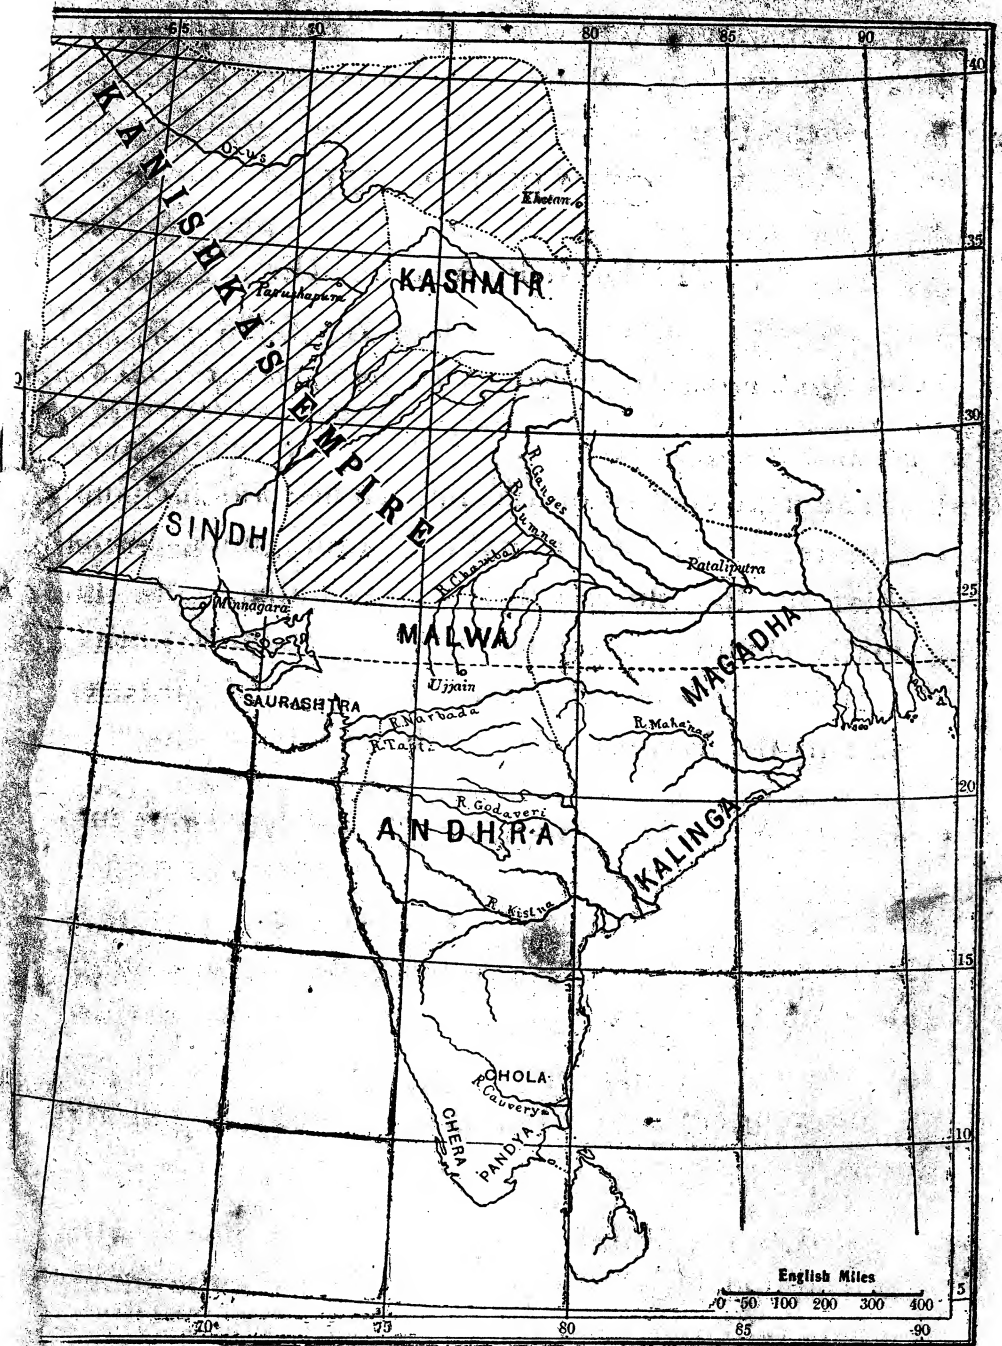 65 70 80 85 90
40
Oxus
Khotan
35
KANISHKA'S EMPIRE
KASHMIR
Indus
30
R. Ganges
R. Jumna
SINDH
R. Chambal
Pataliputra
25
Minnagara
MALWA
MAGADHA
Ujjain
SAURASHTRA
R. Narbada
R. Tapti
R. Mahanadi
20
R. Godaveri
ANDHRA
KALINGA
R. Kistna
15
CHOLA
R. Cauvery
CHERA
PANDYA
10
English Miles
0 50 100 200 300 400
5
70 75 80 85 90